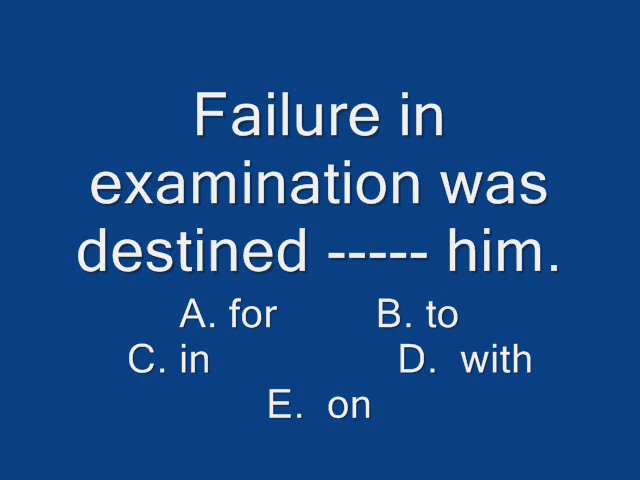 Failure in
examination was
destined ----- him.
A. for B. to
C. in D. with
E. on